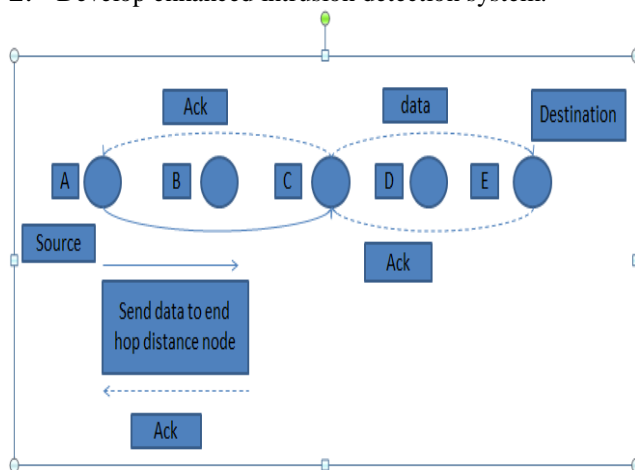 2. Develop enhanced intrusion detection system.
Ack
data
Destination
A
B
C
D
E
Source
Ack
Send data to end
hop distance node
Ack